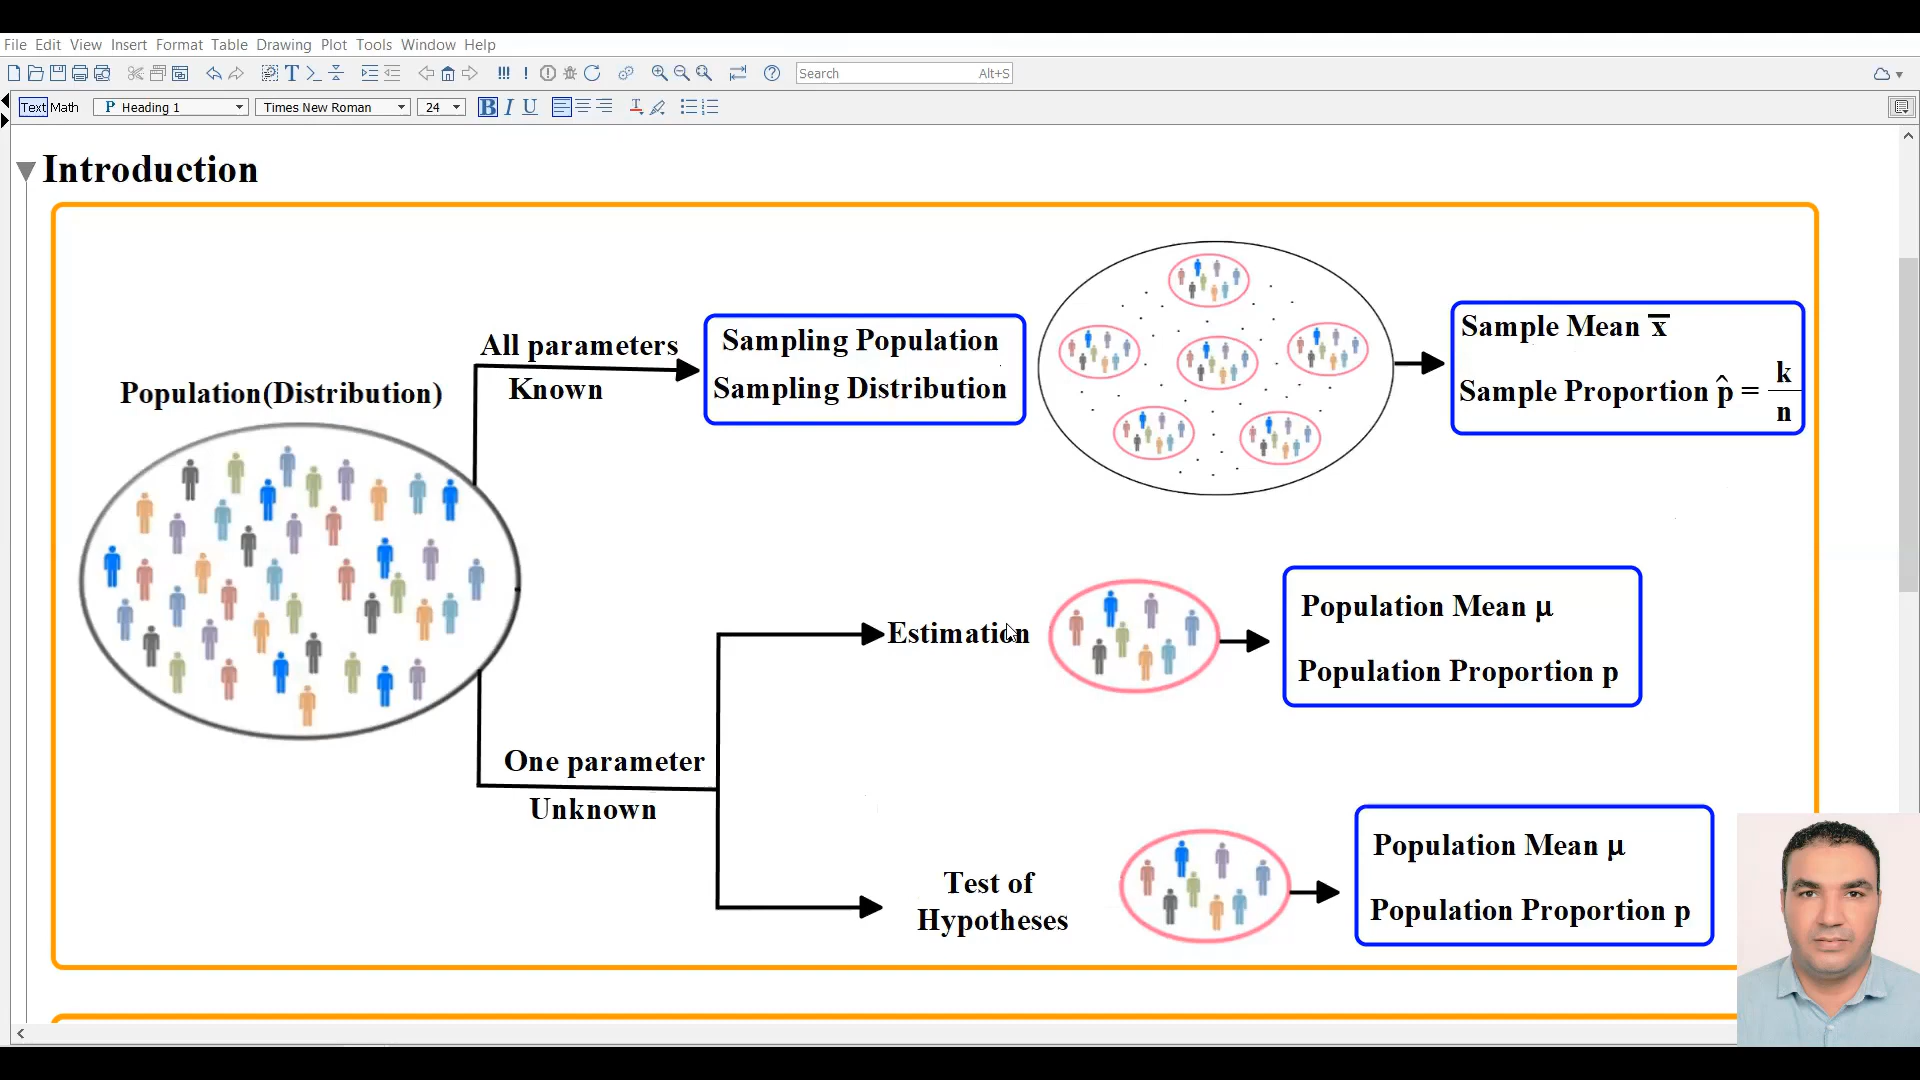 File Edit View Insert Format Table Drawing Plot Tools Window Help
Search Alt+S
Text Math P Heading 1 Times New Roman 24 B I U
Introduction
All parameters
Known
Population(Distribution)
Sampling Population
Sampling Distribution
Sample Mean x̅
Sample Proportion p̂ = k/n
Estimation
Population Mean μ
Population Proportion p
One parameter
Unknown
Test of
Hypotheses
Population Mean μ
Population Proportion p